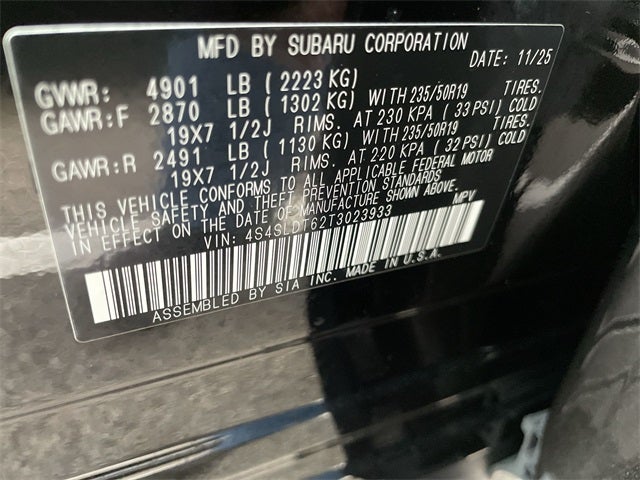 MFD BY SUBARU CORPORATION DATE: 11/25
GVWR: 4901 LB ( 2223 KG)
GAWR:F 2870 LB ( 1302 KG) WITH 235/50R19 TIRES.
19X7 1/2J RIMS. AT 230 KPA ( 33 PSI) COLD
GAWR:R 2491 LB ( 1130 KG) WITH 235/50R19 TIRES.
19X7 1/2J RIMS. AT 220 KPA ( 32 PSI) COLD
THIS VEHICLE CONFORMS TO ALL APPLICABLE FEDERAL MOTOR
VEHICLE SAFETY AND THEFT PREVENTION STANDARDS
IN EFFECT ON THE DATE OF MANUFACTURE SHOWN ABOVE.
VIN: 4S4SLDT62T3023933 MPV
ASSEMBLED BY SIA INC. MADE IN U.S.A.